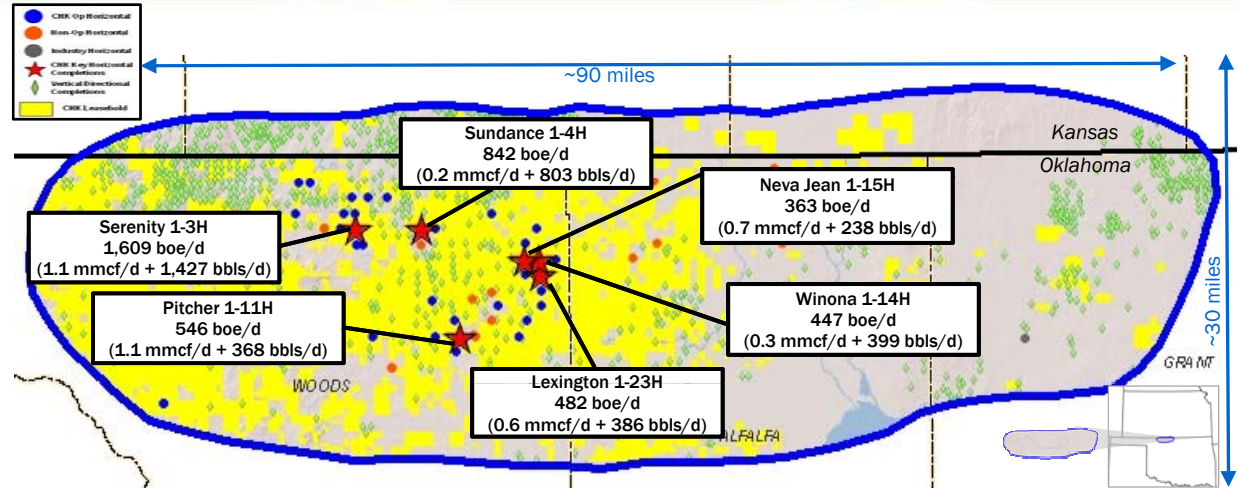 CHK Op Horizontal
Non-Op Horizontal
Industry Horizontal
CHK Key Horizontal
Completions
Vertical/Directional
Completions
CHK Leasehold
~90 miles
Kansas
Oklahoma
Sundance 1-4H
842 boe/d
(0.2 mmcf/d + 803 bbls/d)
Neva Jean 1-15H
363 boe/d
(0.7 mmcf/d + 238 bbls/d)
Serenity 1-3H
1,609 boe/d
(1.1 mmcf/d + 1,427 bbls/d)
Pitcher 1-11H
546 boe/d
(1.1 mmcf/d + 368 bbls/d)
Winona 1-14H
447 boe/d
(0.3 mmcf/d + 399 bbls/d)
~30 miles
GRANT
Lexington 1-23H
482 boe/d
(0.6 mmcf/d + 386 bbls/d)
WOODS
ALFALFA